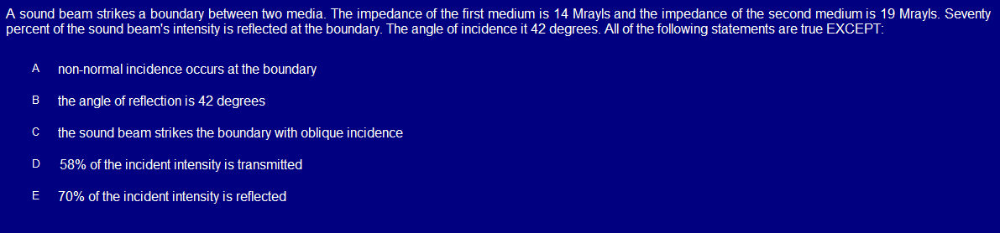 A sound beam strikes a boundary between two media. The impedance of the first medium is 14 Mrayls and the impedance of the second medium is 19 Mrayls. Seventy
percent of the sound beam's intensity is reflected at the boundary. The angle of incidence it 42 degrees. All of the following statements are true EXCEPT:
A non-normal incidence occurs at the boundary
B the angle of reflection is 42 degrees
C the sound beam strikes the boundary with oblique incidence
D 58% of the incident intensity is transmitted
E 70% of the incident intensity is reflected